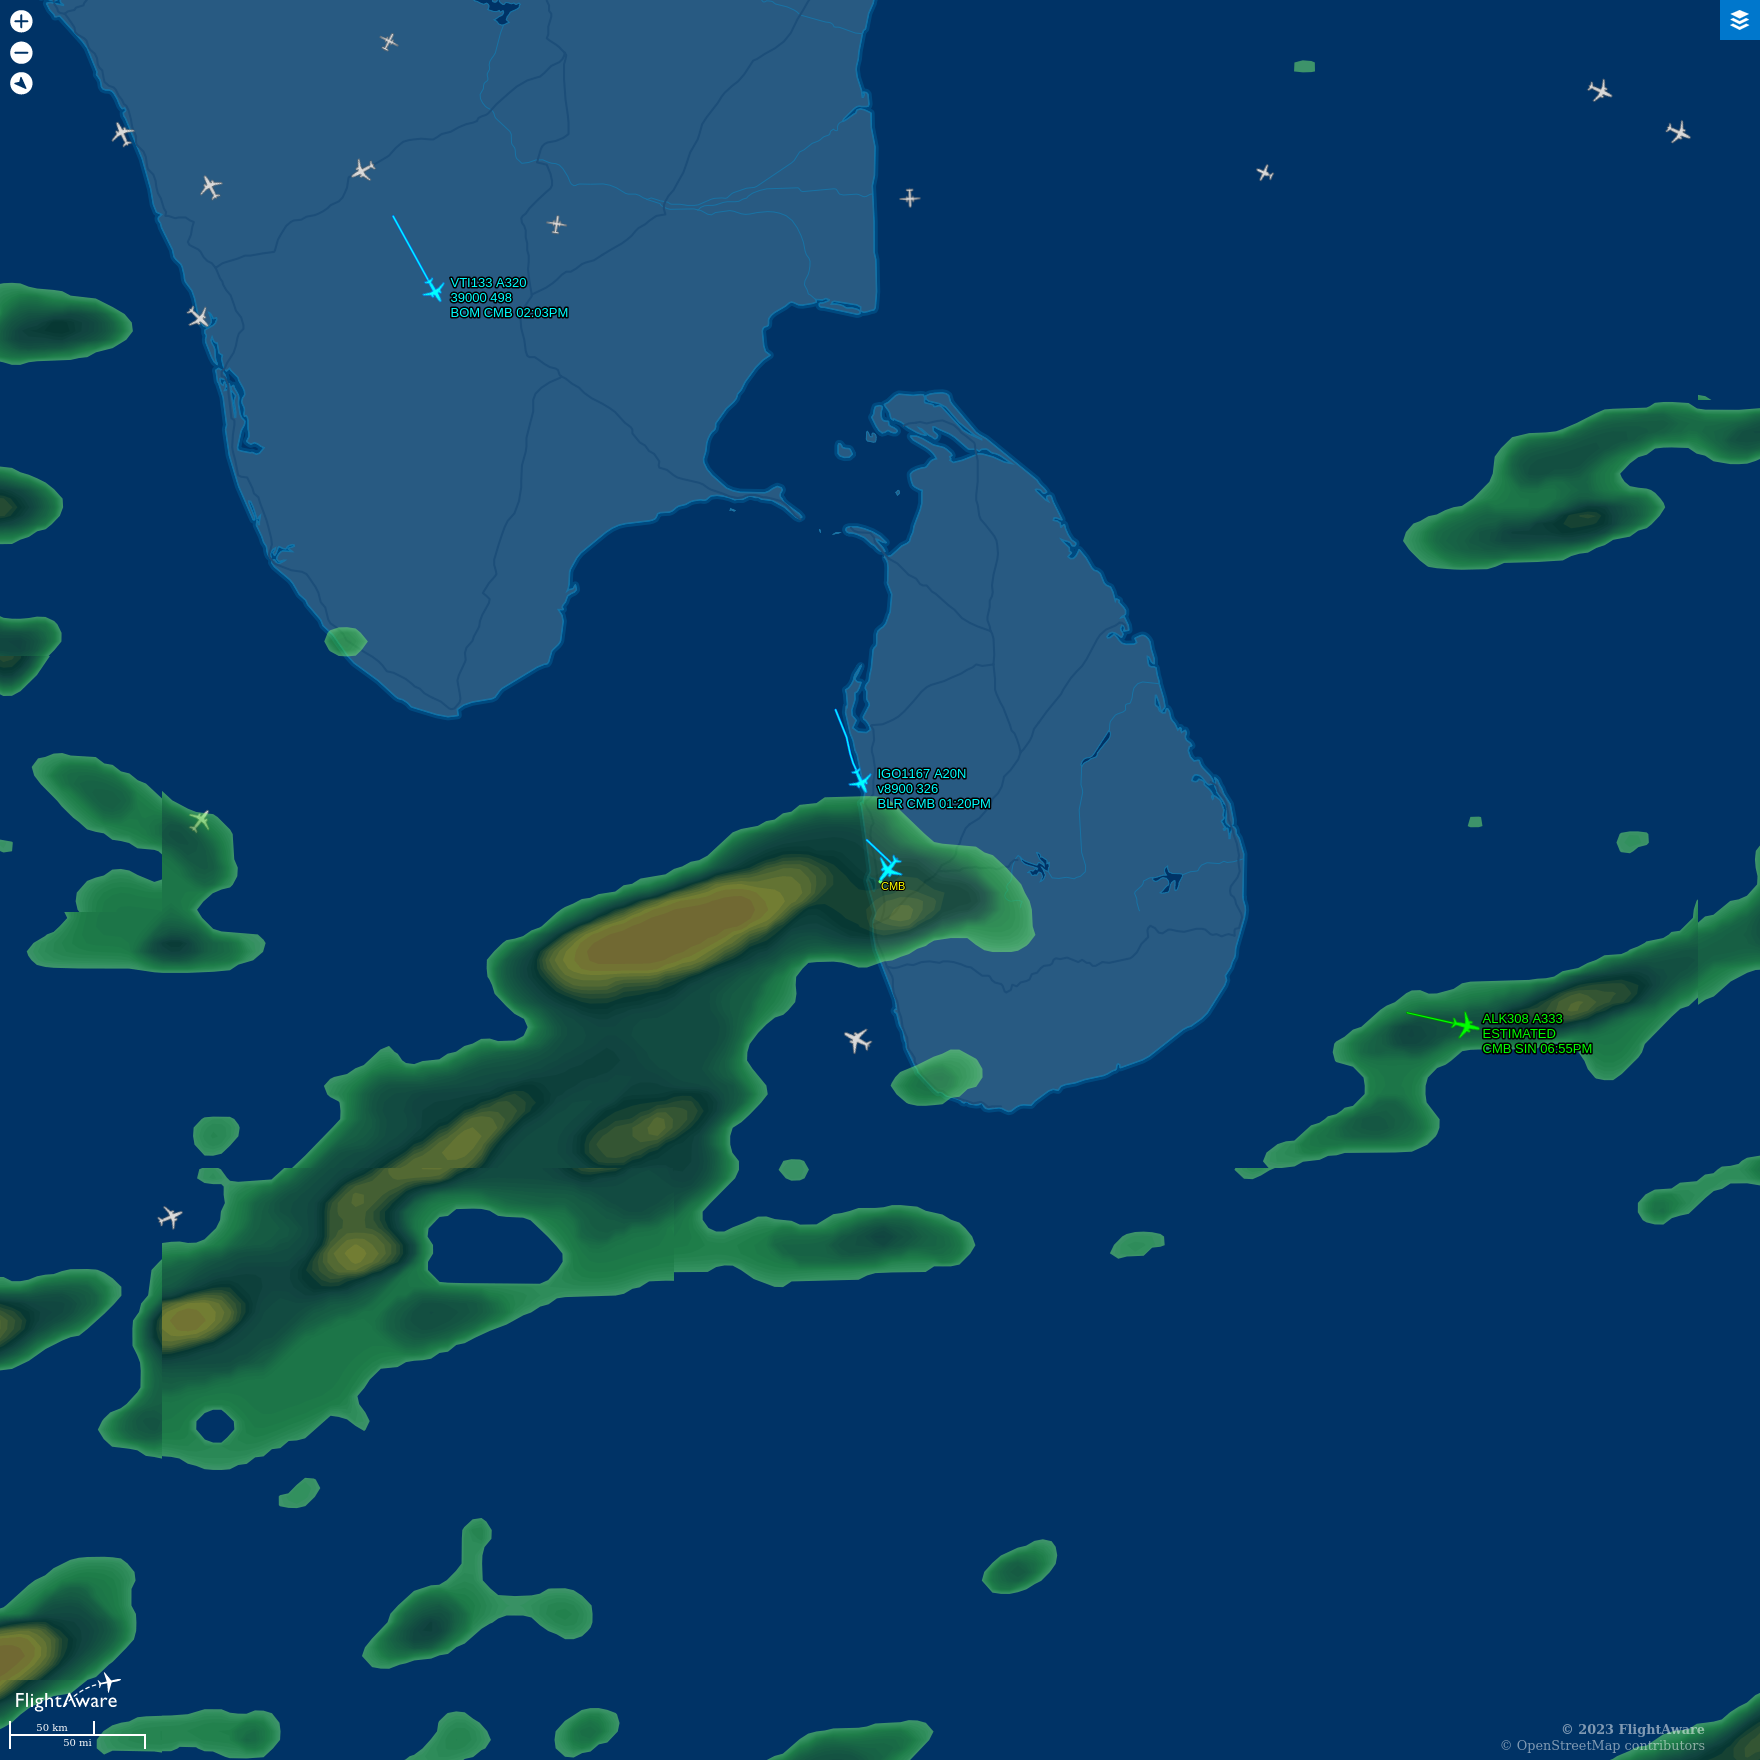 VTI133 A320
39000 498
BOM CMB 02:03PM
IGO1167 A20N
v8900 326
BLR CMB 01:20PM
CMB
ALK308 A333
ESTIMATED
CMB SIN 06:55PM
FlightAware
50 km
50 mi
© 2023 FlightAware
© OpenStreetMap contributors